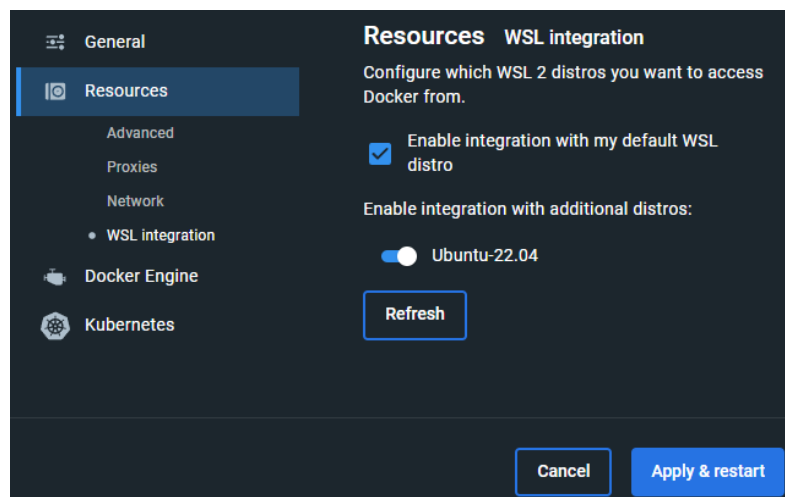 General
Resources
Advanced
Proxies
Network
WSL integration
Docker Engine
Kubernetes
Resources WSL integration
Configure which WSL 2 distros you want to access
Docker from.
Enable integration with my default WSL
distro
Enable integration with additional distros:
Ubuntu-22.04
Refresh
Cancel
Apply & restart